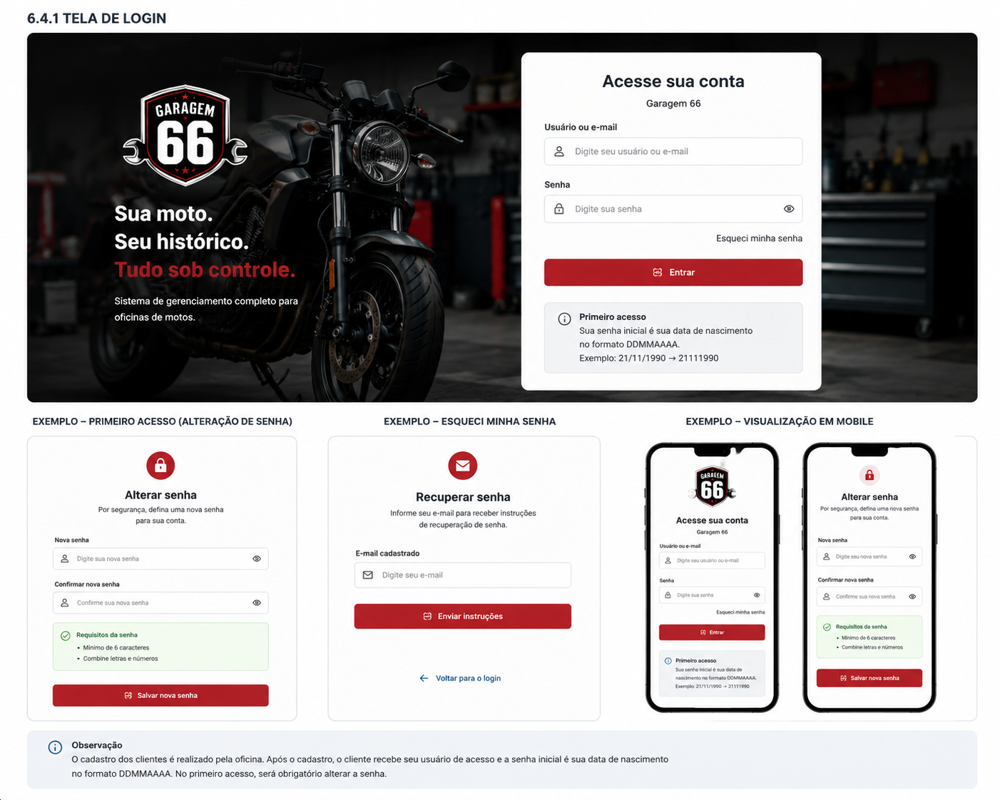 6.4.1 TELA DE LOGIN
GARAGEM
66
Sua moto.
Seu histórico.
Tudo sob controle.
Sistema de gerenciamento completo para
oficinas de motos.
Acesse sua conta
Garagem 66
Usuário ou e-mail
Digite seu usuário ou e-mail
Senha
Digite sua senha
Esqueci minha senha
Entrar
Primeiro acesso
Sua senha inicial é sua data de nascimento
no formato DDMMAAAA.
Exemplo: 21/11/1990 → 21111990
EXEMPLO – PRIMEIRO ACESSO (ALTERAÇÃO DE SENHA)
Alterar senha
Por segurança, defina uma nova senha
para sua conta.
Nova senha
Digite sua nova senha
Confirmar nova senha
Confirme sua nova senha
Requisitos da senha
• Mínimo de 6 caracteres
• Combine letras e números
Salvar nova senha
EXEMPLO – ESQUECI MINHA SENHA
Recuperar senha
Informe seu e-mail para receber instruções
de recuperação de senha.
E-mail cadastrado
Digite seu e-mail
Enviar instruções
← Voltar para o login
EXEMPLO – VISUALIZAÇÃO EM MOBILE
GARAGEM
66
Acesse sua conta
Garagem 66
Usuário ou e-mail
Digite seu usuário ou e-mail
Senha
Digite sua senha
Esqueci minha senha
Entrar
Primeiro acesso
Sua senha inicial é sua data de
nascimento no formato DDMMAAAA.
Exemplo: 21/11/1990 → 21111990
Alterar senha
Por segurança, defina uma nova senha
para sua conta.
Nova senha
Digite seu nova senha
Confirmar nova senha
Confirme sua nova senha
Requisitos da senha
• Mínimo de 6 caracteres
• Combine letras e números
Salvar nova senha
Observação
O cadastro dos clientes é realizado pela oficina. Após o cadastro, o cliente recebe seu usuário de acesso e a senha inicial é sua data de nascimento
no formato DDMMAAAA. No primeiro acesso, será obrigatório alterar a senha.